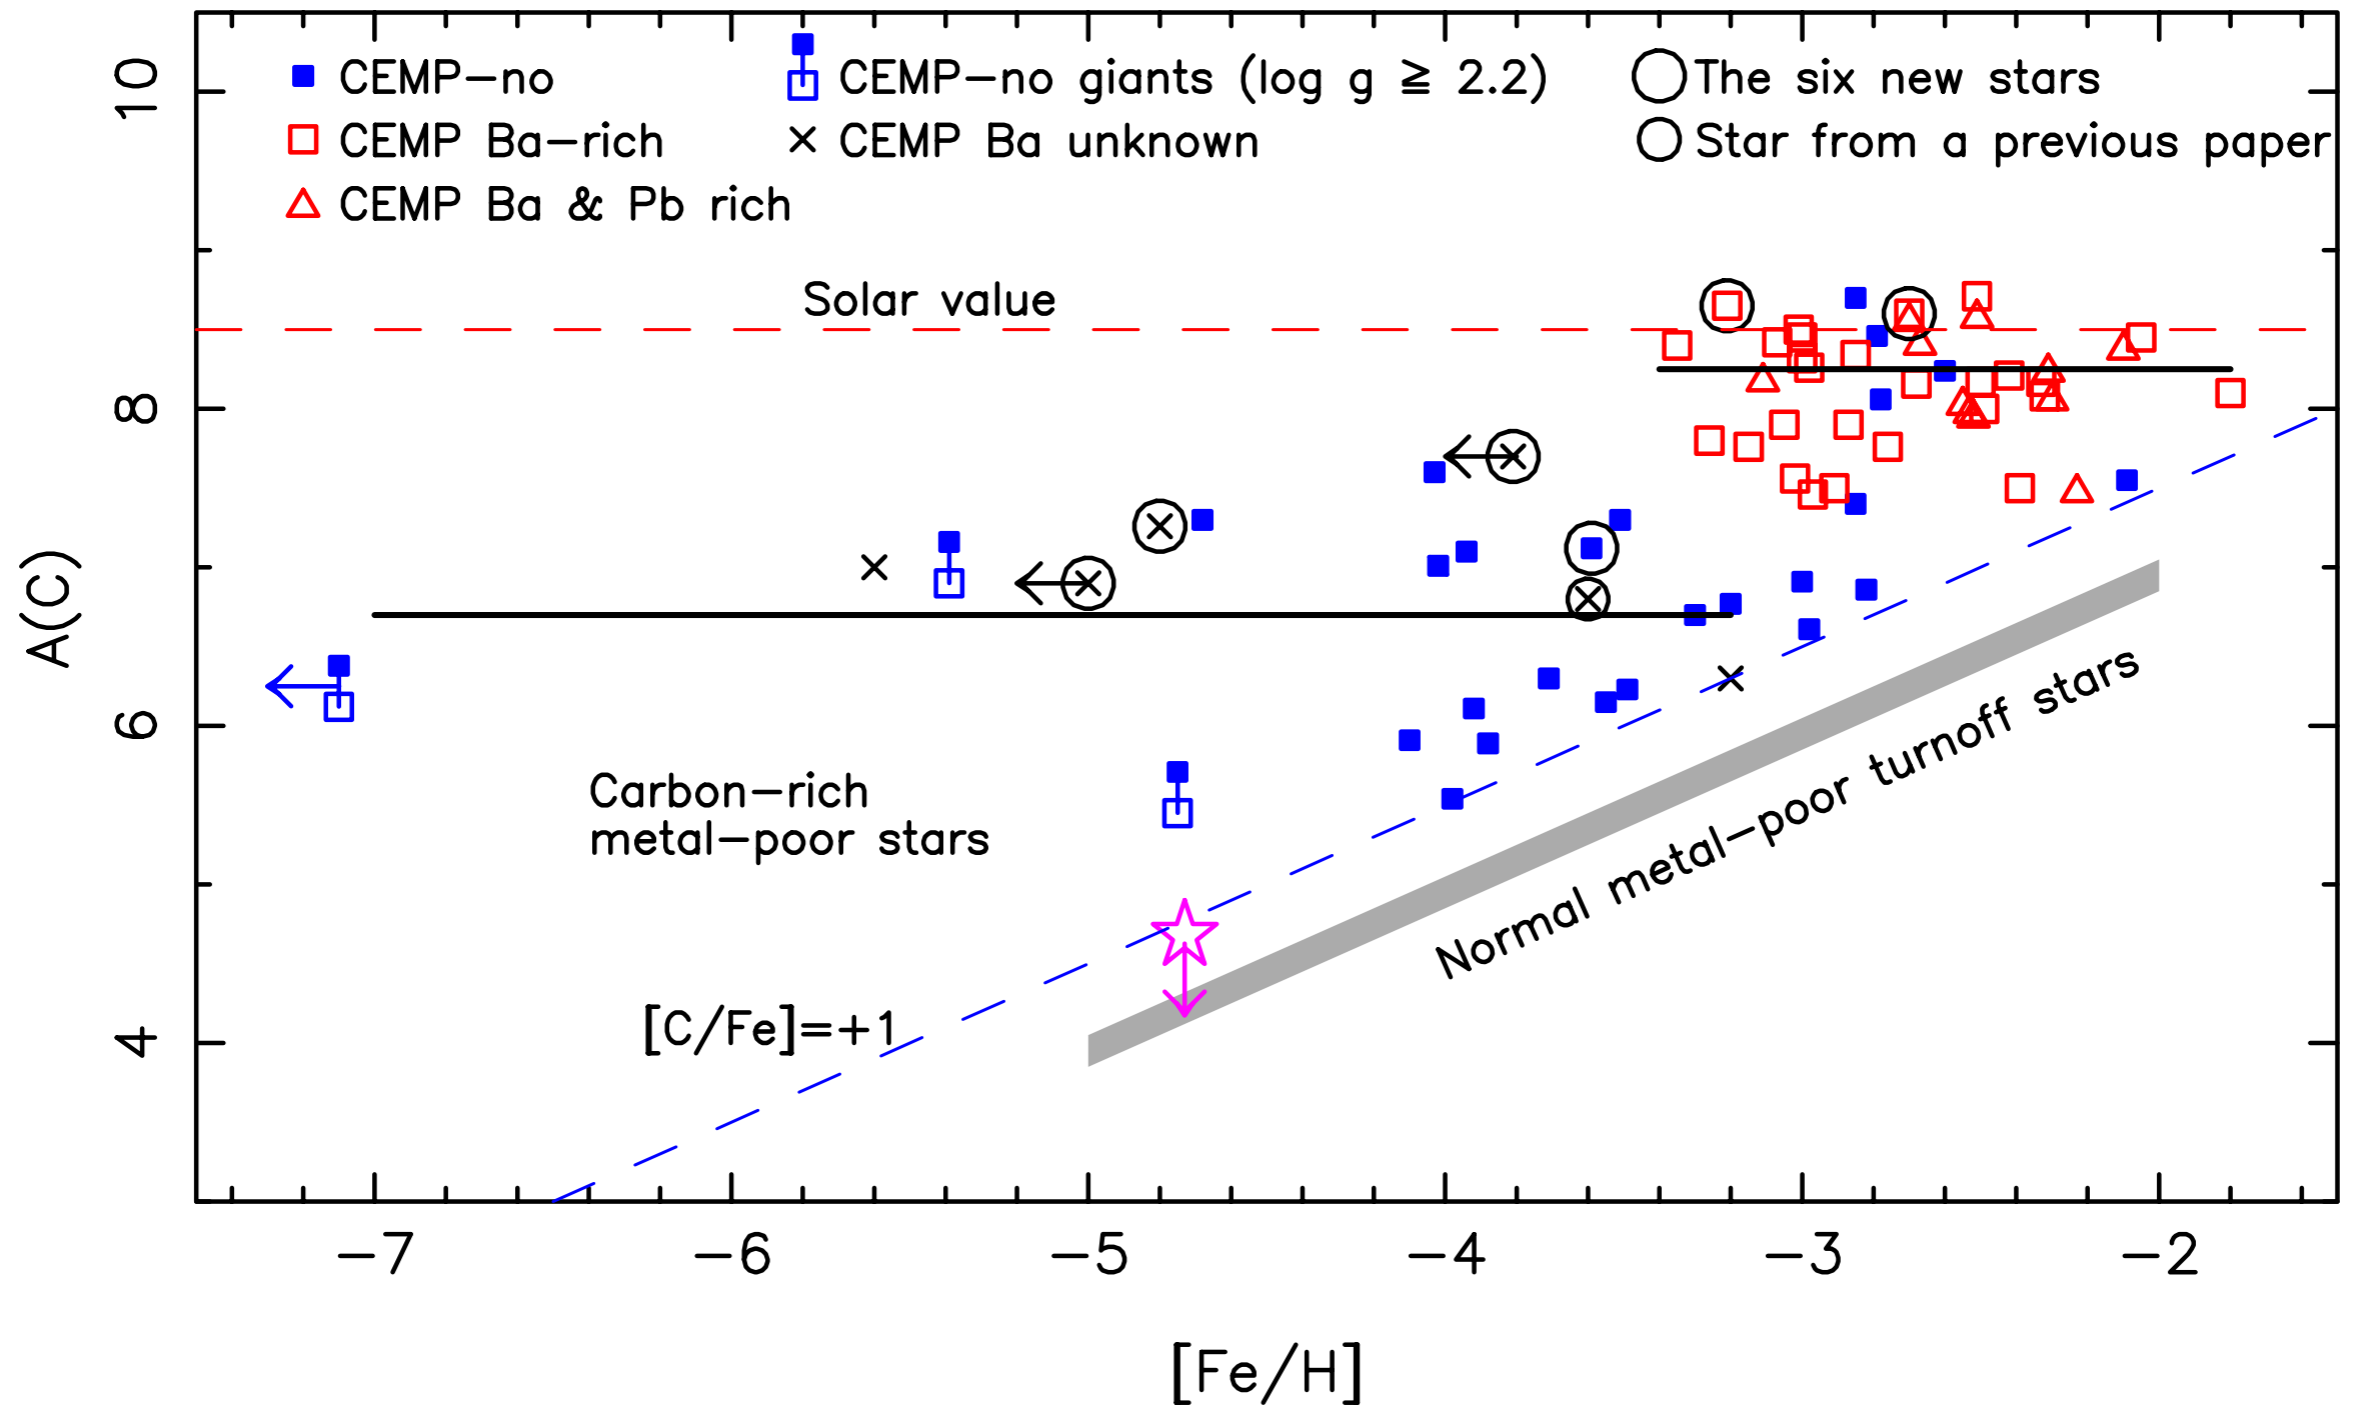 CEMP-no
CEMP Ba-rich
CEMP Ba & Pb rich
CEMP-no giants (log g ≧ 2.2)
CEMP Ba unknown
The six new stars
Star from a previous paper
Solar value
Carbon-rich
metal-poor stars
[C/Fe]=+1
Normal metal-poor turnoff stars
A(C)
10
8
6
4
-7
-6
-5
-4
-3
-2
[Fe/H]